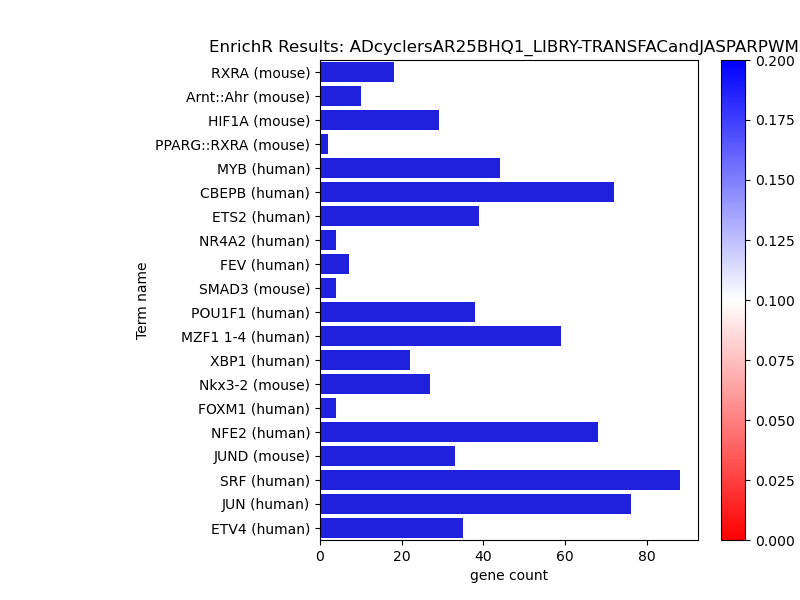 EnrichR Results: ADcyclersAR25BHQ1_LIBRY-TRANSFACandJASPARPWM
RXRA (mouse)
Arnt::Ahr (mouse)
HIF1A (mouse)
PPARG::RXRA (mouse)
MYB (human)
CBEPB (human)
ETS2 (human)
NR4A2 (human)
FEV (human)
SMAD3 (mouse)
POU1F1 (human)
MZF1 1-4 (human)
XBP1 (human)
Nkx3-2 (mouse)
FOXM1 (human)
NFE2 (human)
JUND (mouse)
SRF (human)
JUN (human)
ETV4 (human)
Term name
0 20 40 60 80
gene count
0.200
0.175
0.150
0.125
0.100
0.075
0.050
0.025
0.000